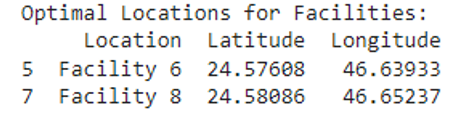 Optimal Locations for Facilities:
Location Latitude Longitude
5 Facility 6 24.57608 46.63933
7 Facility 8 24.58086 46.65237